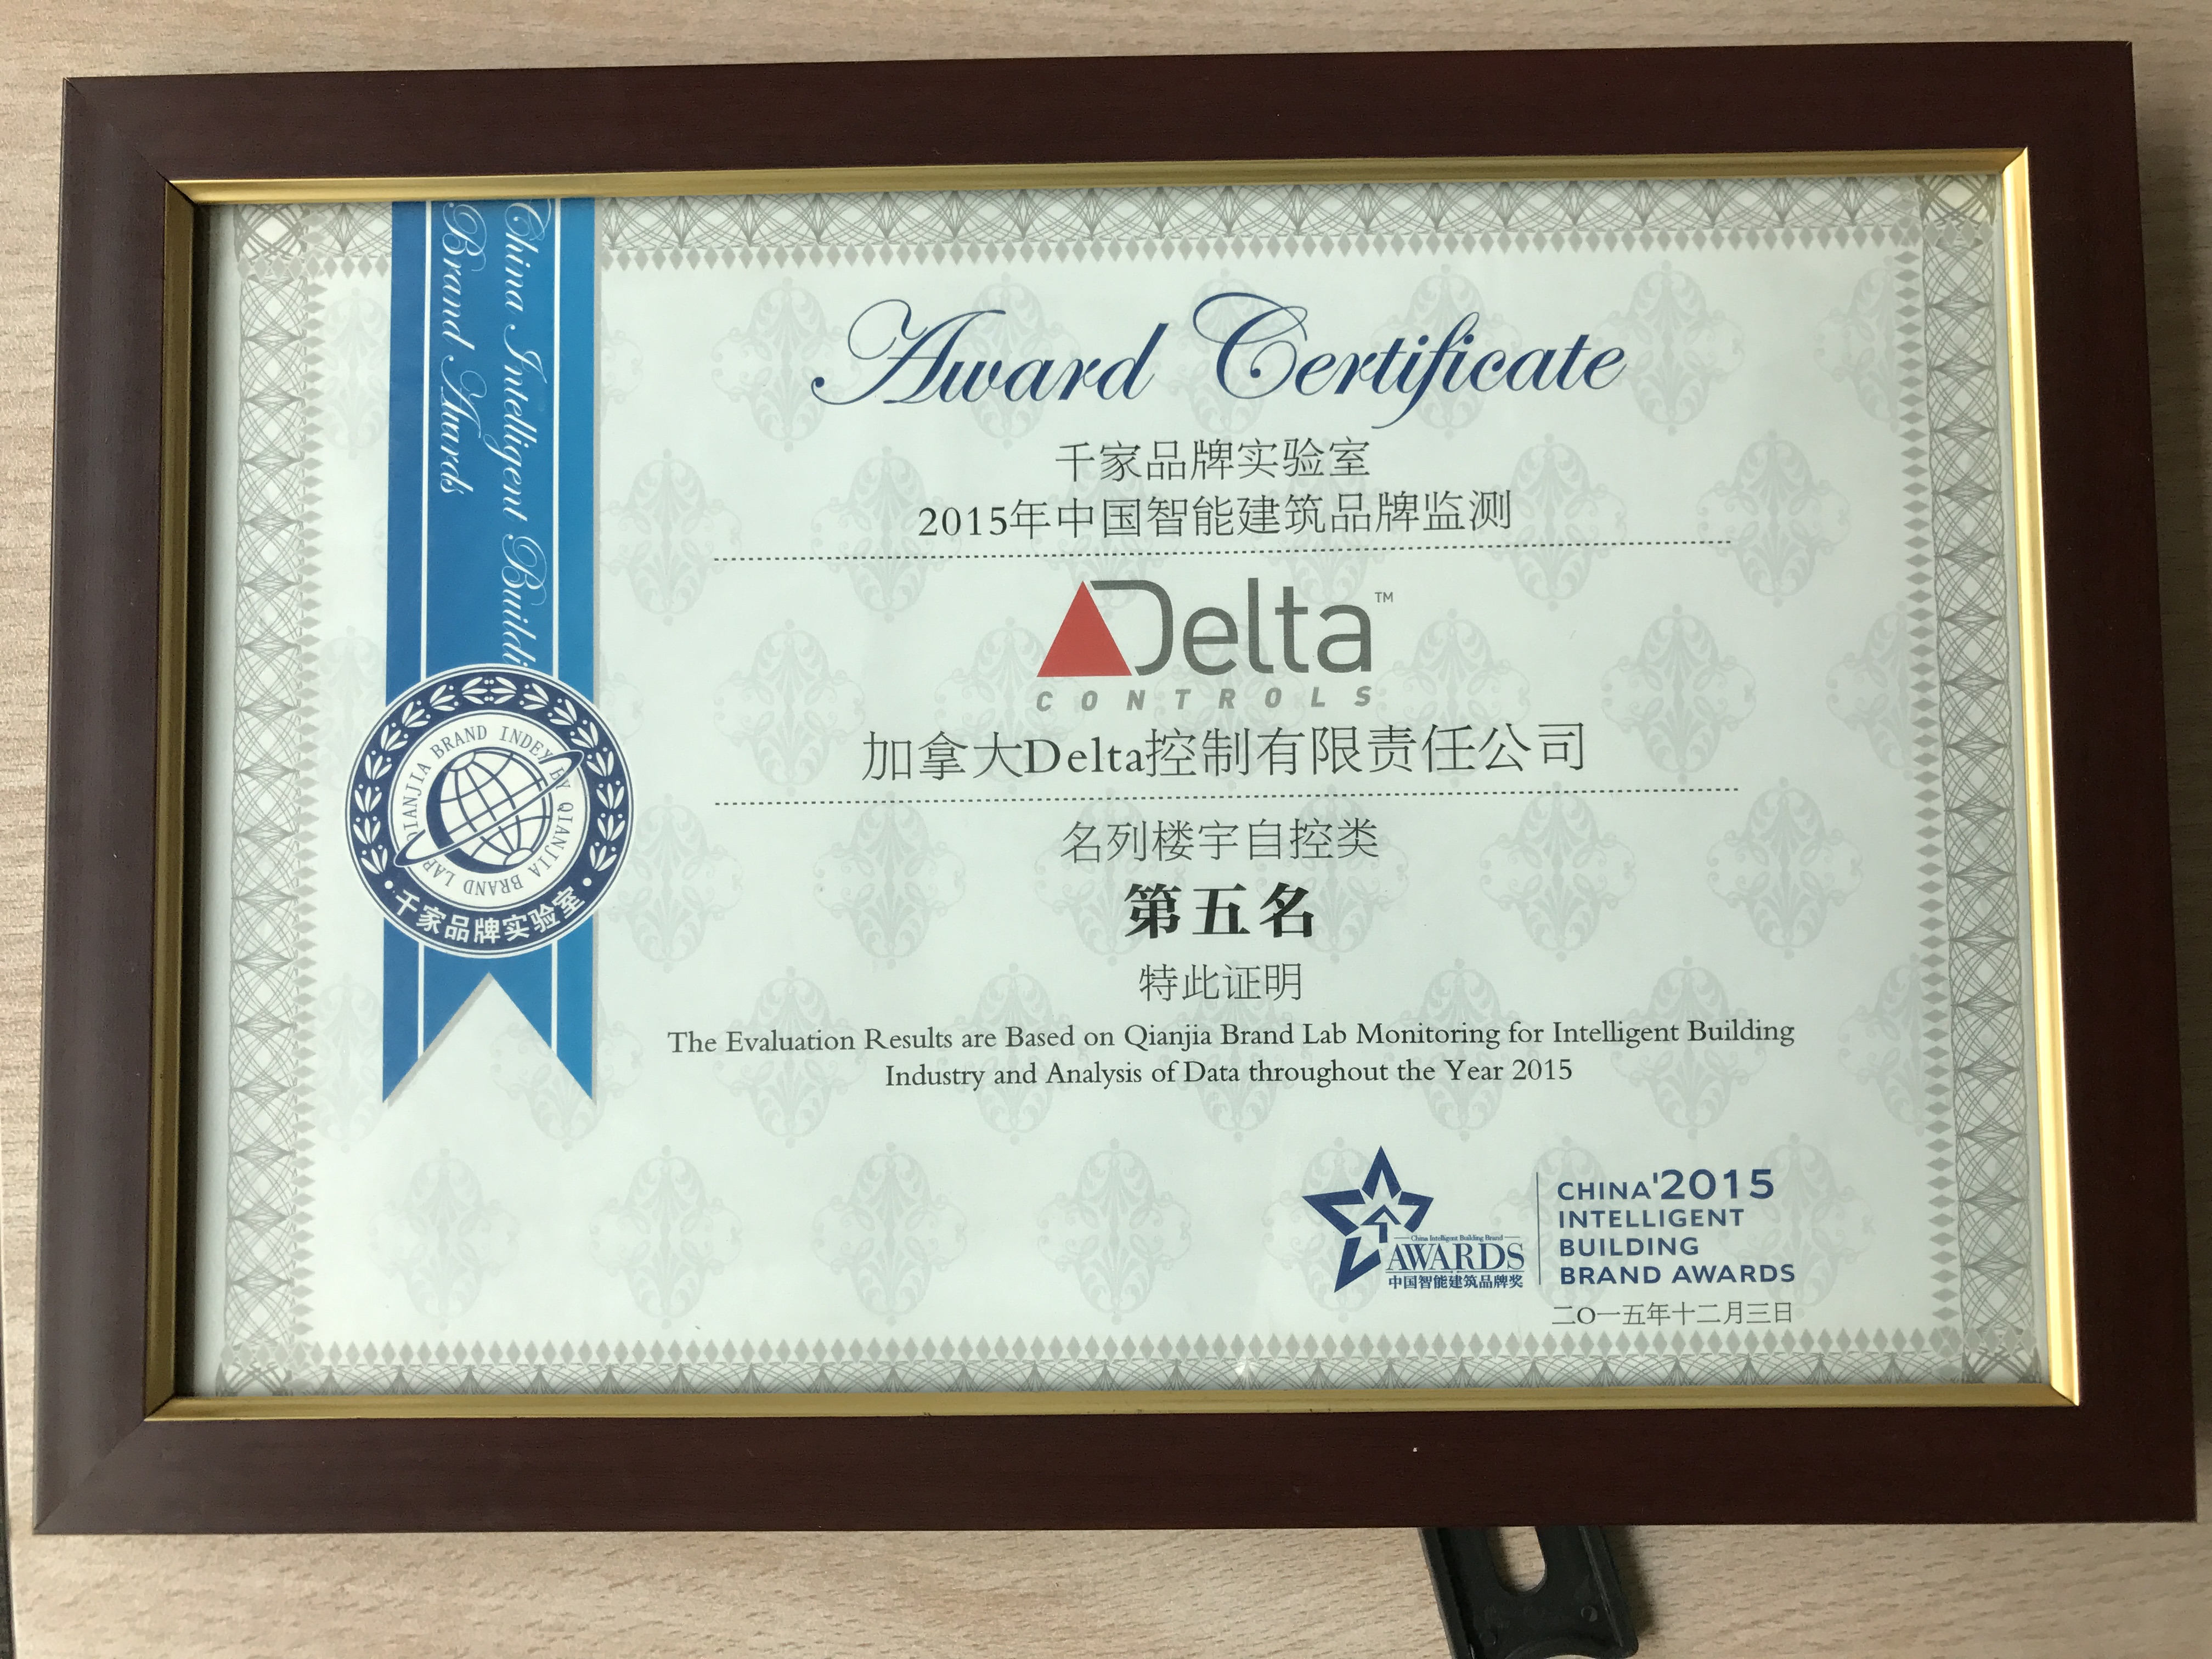 China Intelligent Buildi
Brand Awards
Award Certificate
千家品牌实验室
2015年中国智能建筑品牌监测
Delta™
CONTROLS
加拿大Delta控制有限责任公司
QIANJIA BRAND INDEX BY QIANJIA BRAND LAB
千家品牌实验室
名列楼宇自控类
第五名
特此证明
The Evaluation Results are Based on Qianjia Brand Lab Monitoring for Intelligent Building
Industry and Analysis of Data throughout the Year 2015
China Intelligent Building Brand
AWARDS
中国智能建筑品牌奖
CHINA'2015
INTELLIGENT
BUILDING
BRAND AWARDS
二〇一五年十二月三日